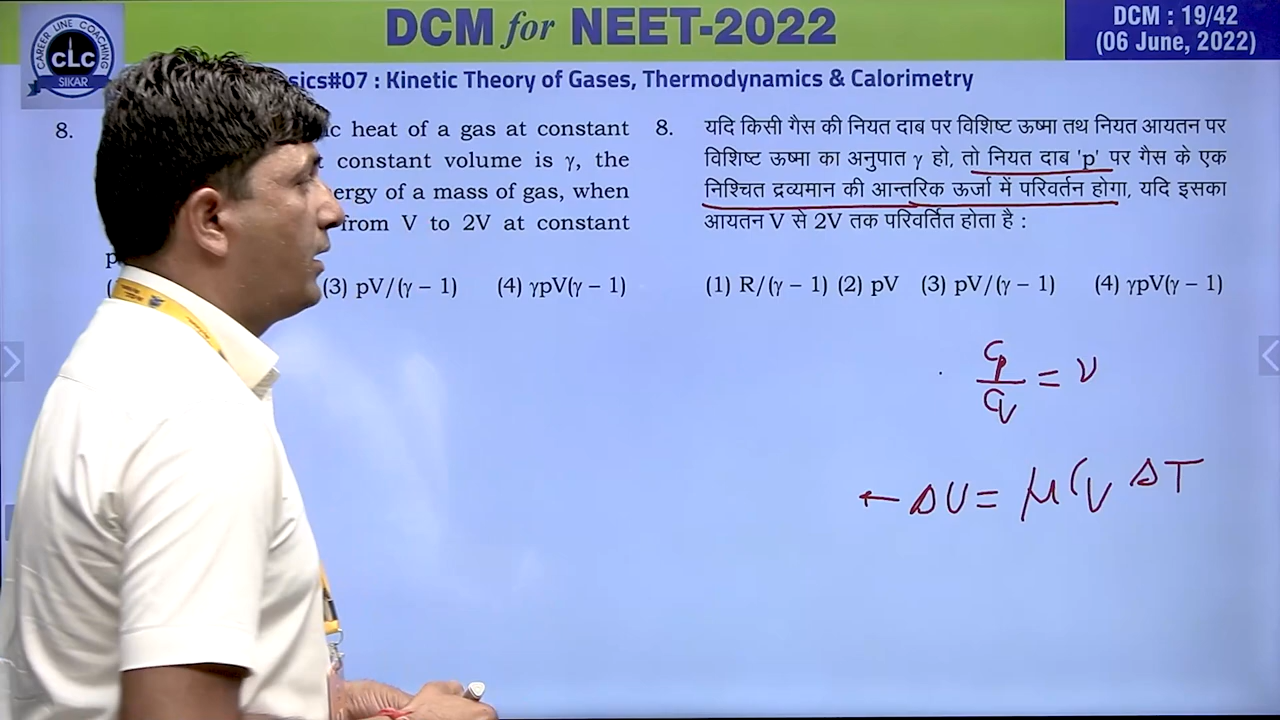 DCM for NEET-2022
DCM : 19/42
(06 June, 2022)
CAREER LINE COACHING
CLC
SIKAR
sics#07 : Kinetic Theory of Gases, Thermodynamics & Calorimetry
8.
c heat of a gas at constant
constant volume is γ, the
ergy of a mass of gas, when
from V to 2V at constant
p
(3) pV/(γ − 1) (4) γpV(γ − 1)
8. यदि किसी गैस की नियत दाब पर विशिष्ट ऊष्मा तथ नियत आयतन पर
विशिष्ट ऊष्मा का अनुपात γ हो, तो नियत दाब 'p' पर गैस के एक
निश्चित द्रव्यमान की आन्तरिक ऊर्जा में परिवर्तन होगा, यदि इसका
आयतन V से 2V तक परिवर्तित होता है :
(1) R/(γ − 1) (2) pV (3) pV/(γ − 1) (4) γpV(γ − 1)
Cp/Cv = γ
← ΔU = μCv ΔT